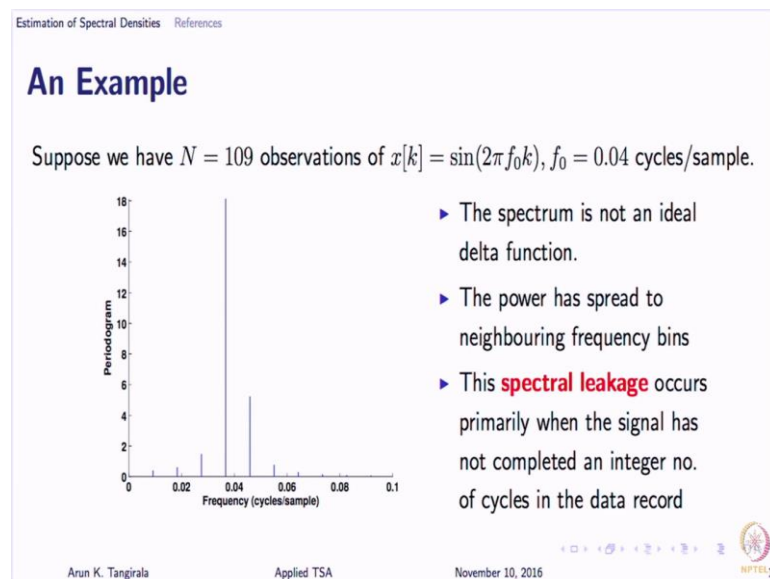 Estimation of Spectral Densities References
An Example
Suppose we have N = 109 observations of x[k] = sin(2πf₀k), f₀ = 0.04 cycles/sample.
18
16
14
12
10
8
6
4
2
0
Periodogram
0 0.02 0.04 0.06 0.08 0.1
Frequency (cycles/sample)
▶ The spectrum is not an ideal
delta function.
▶ The power has spread to
neighbouring frequency bins
▶ This spectral leakage occurs
primarily when the signal has
not completed an integer no.
of cycles in the data record
Arun K. Tangirala Applied TSA November 10, 2016
NPTEL